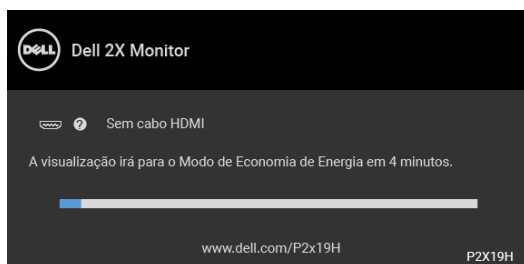 DELL Dell 2X Monitor
? Sem cabo HDMI
A visualização irá para o Modo de Economia de Energia em 4 minutos.
www.dell.com/P2x19H
P2X19H